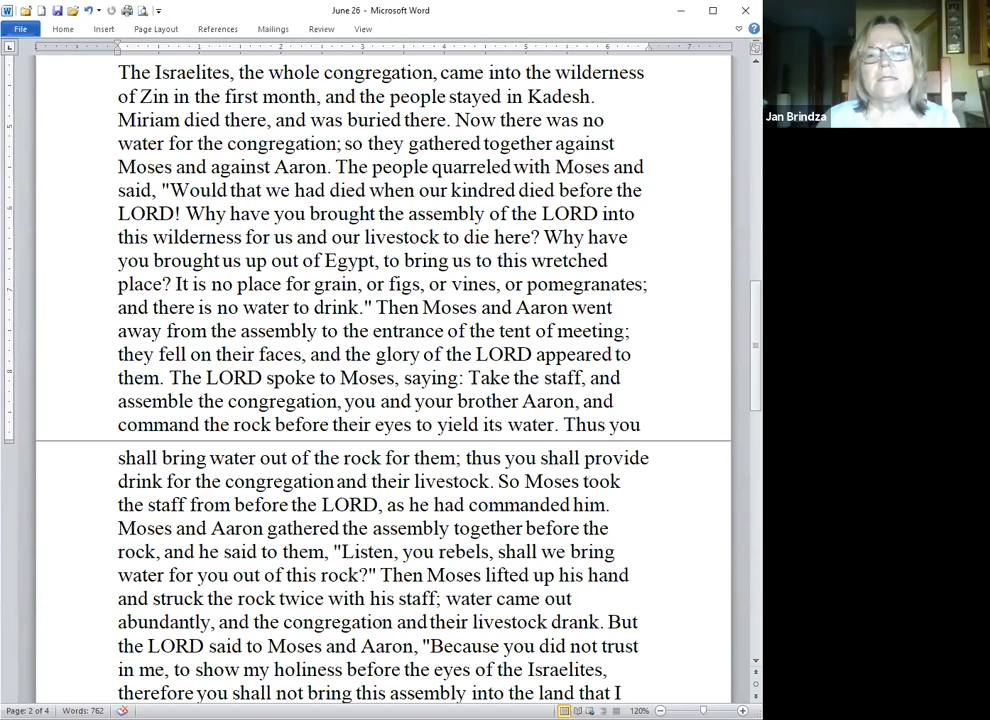 June 26 - Microsoft Word
File Home Insert Page Layout References Mailings Review View
1 2 3 4 5 6 7
The Israelites, the whole congregation, came into the wilderness
of Zin in the first month, and the people stayed in Kadesh.
Miriam died there, and was buried there. Now there was no
water for the congregation; so they gathered together against
Moses and against Aaron. The people quarreled with Moses and
said, "Would that we had died when our kindred died before the
LORD! Why have you brought the assembly of the LORD into
this wilderness for us and our livestock to die here? Why have
you brought us up out of Egypt, to bring us to this wretched
place? It is no place for grain, or figs, or vines, or pomegranates;
and there is no water to drink." Then Moses and Aaron went
away from the assembly to the entrance of the tent of meeting;
they fell on their faces, and the glory of the LORD appeared to
them. The LORD spoke to Moses, saying: Take the staff, and
assemble the congregation, you and your brother Aaron, and
command the rock before their eyes to yield its water. Thus you
shall bring water out of the rock for them; thus you shall provide
drink for the congregation and their livestock. So Moses took
the staff from before the LORD, as he had commanded him.
Moses and Aaron gathered the assembly together before the
rock, and he said to them, "Listen, you rebels, shall we bring
water for you out of this rock?" Then Moses lifted up his hand
and struck the rock twice with his staff; water came out
abundantly, and the congregation and their livestock drank. But
the LORD said to Moses and Aaron, "Because you did not trust
in me, to show my holiness before the eyes of the Israelites,
therefore you shall not bring this assembly into the land that I
Page: 2 of 4 Words: 762 120%
Jan Brindza